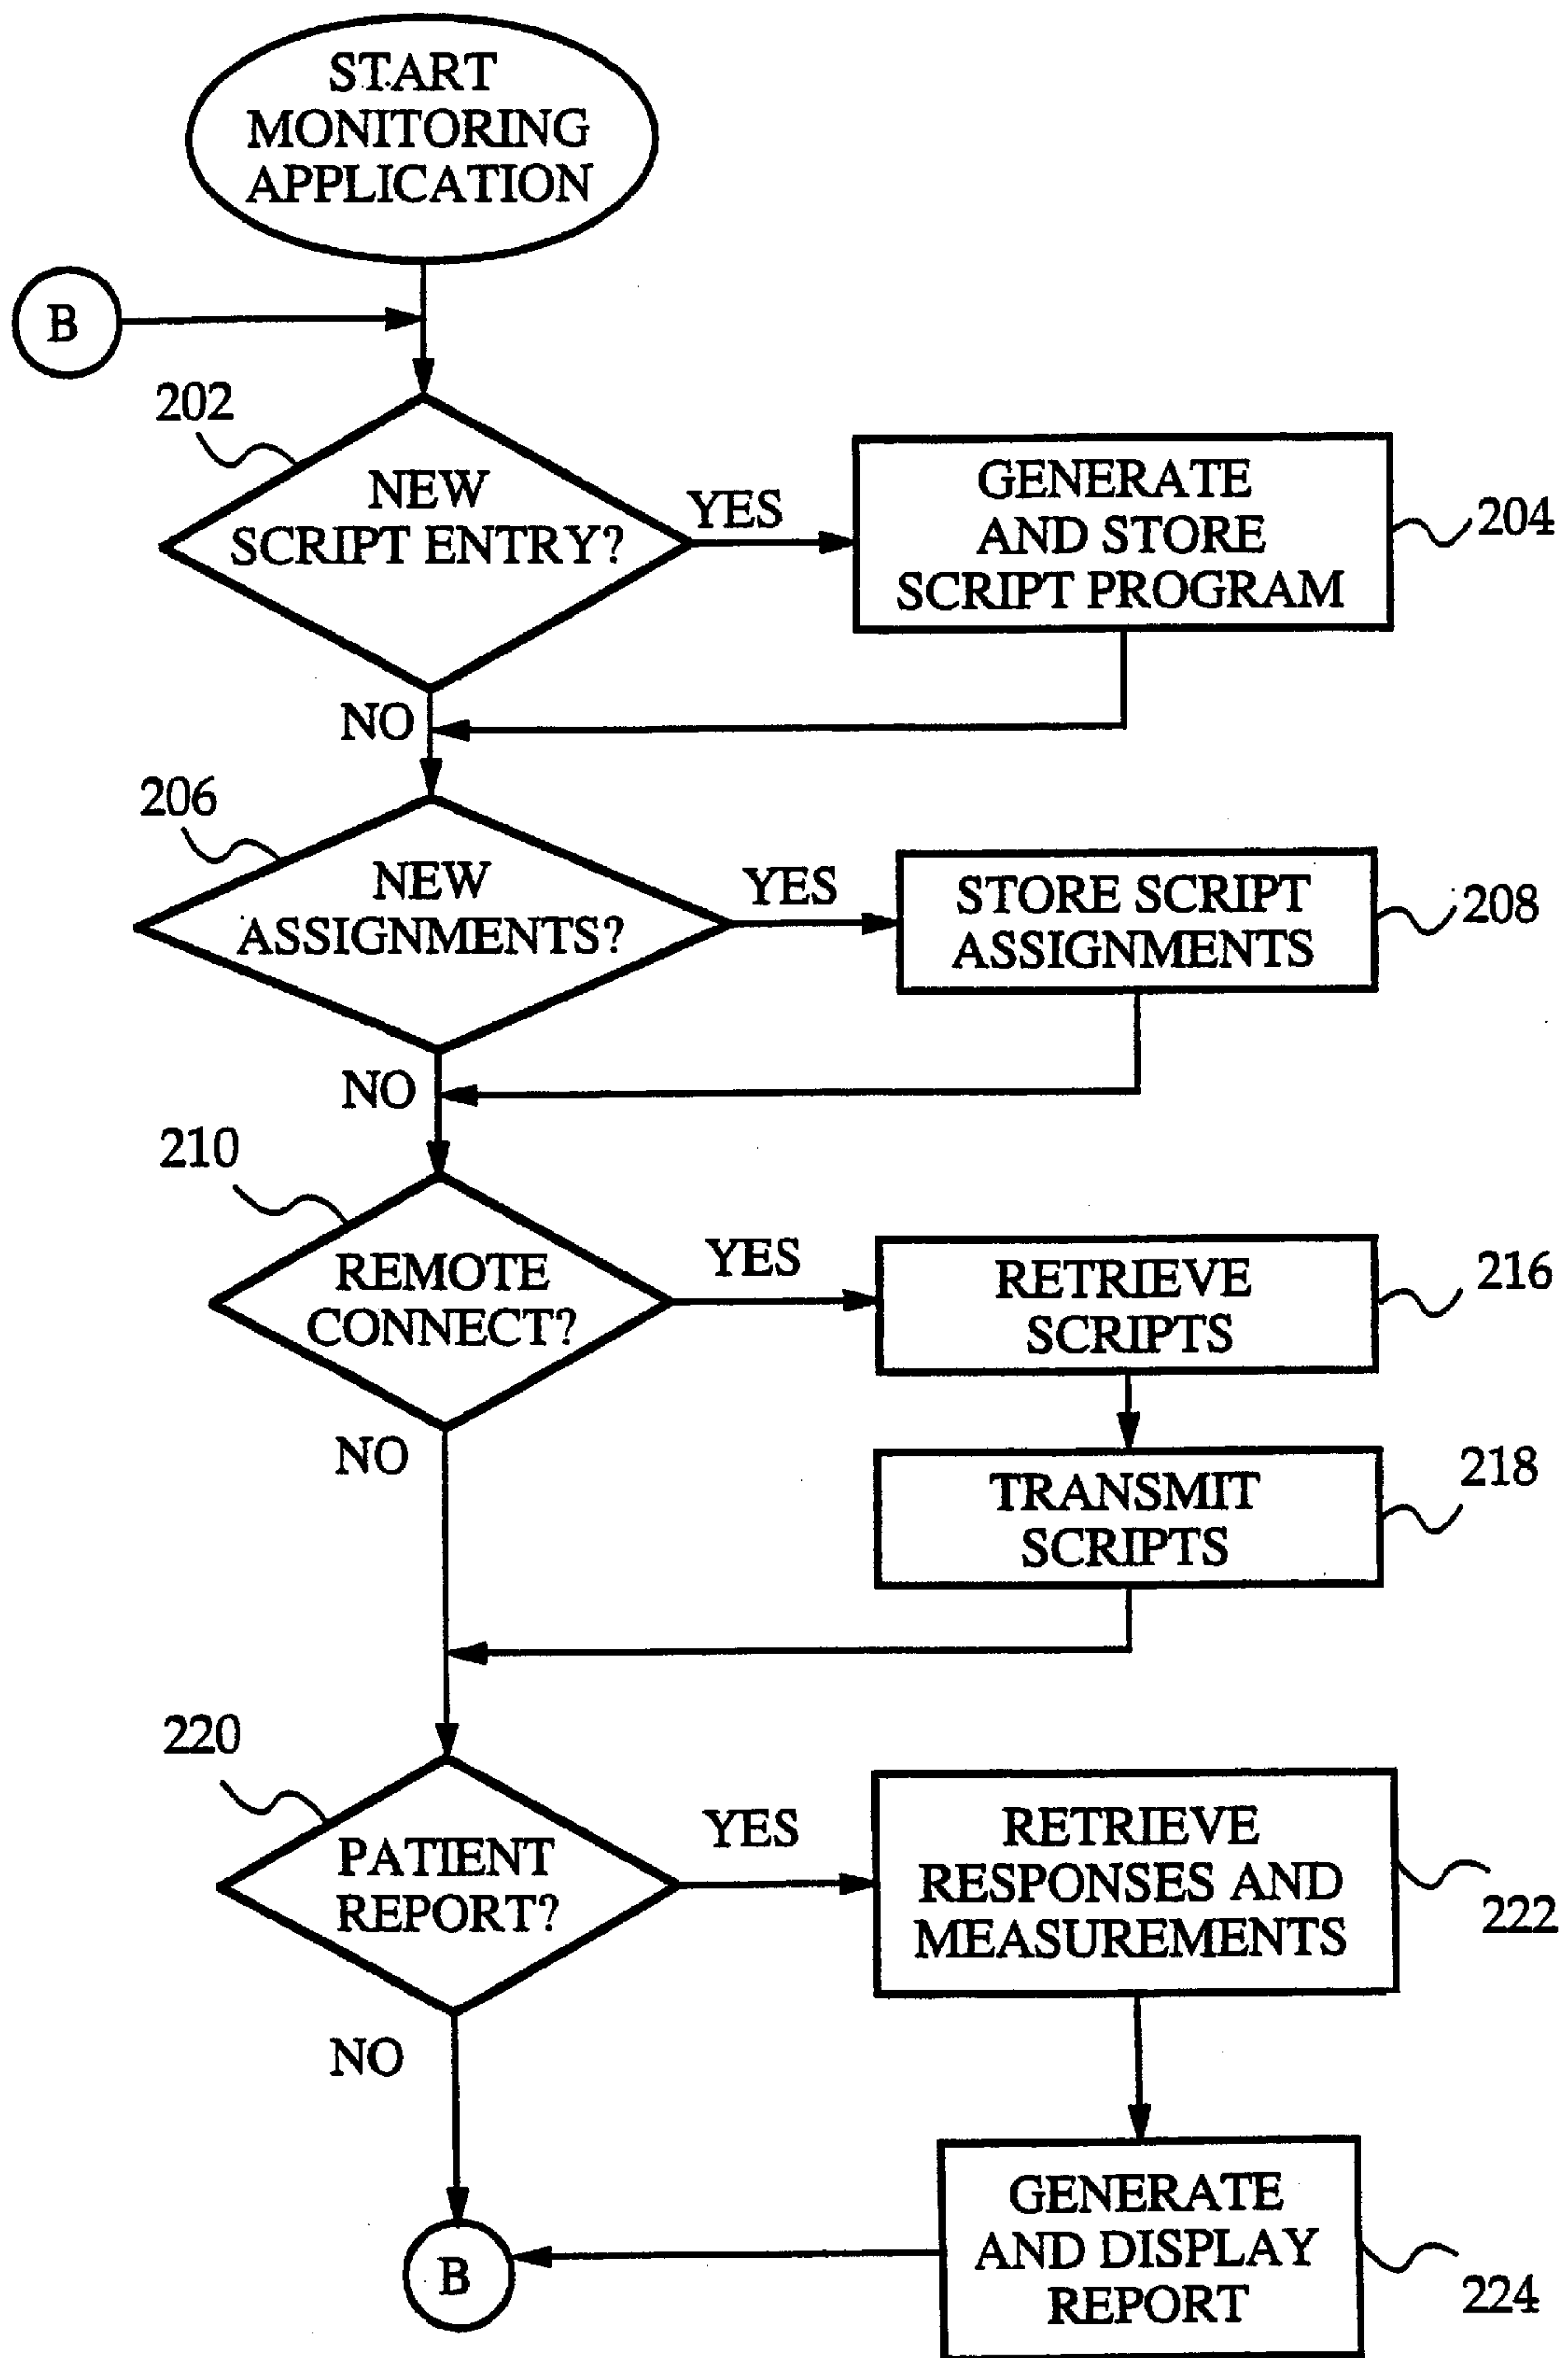 START
MONITORING
APPLICATION
B
202
NEW
SCRIPT ENTRY?
YES
GENERATE
AND STORE
SCRIPT PROGRAM
204
NO
206
NEW
ASSIGNMENTS?
YES
STORE SCRIPT
ASSIGNMENTS
208
NO
210
REMOTE
CONNECT?
YES
RETRIEVE
SCRIPTS
216
NO
TRANSMIT
SCRIPTS
218
220
PATIENT
REPORT?
YES
RETRIEVE
RESPONSES AND
MEASUREMENTS
222
NO
B
GENERATE
AND DISPLAY
REPORT
224